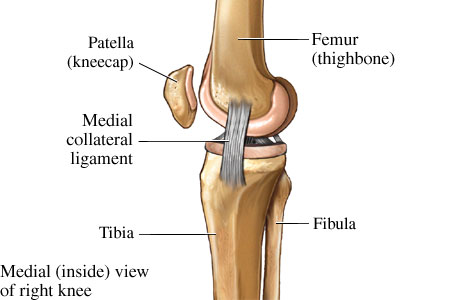 Patella
(kneecap)
Femur
(thighbone)
Medial
collateral
ligament
Tibia
Fibula
Medial (inside) view
of right knee